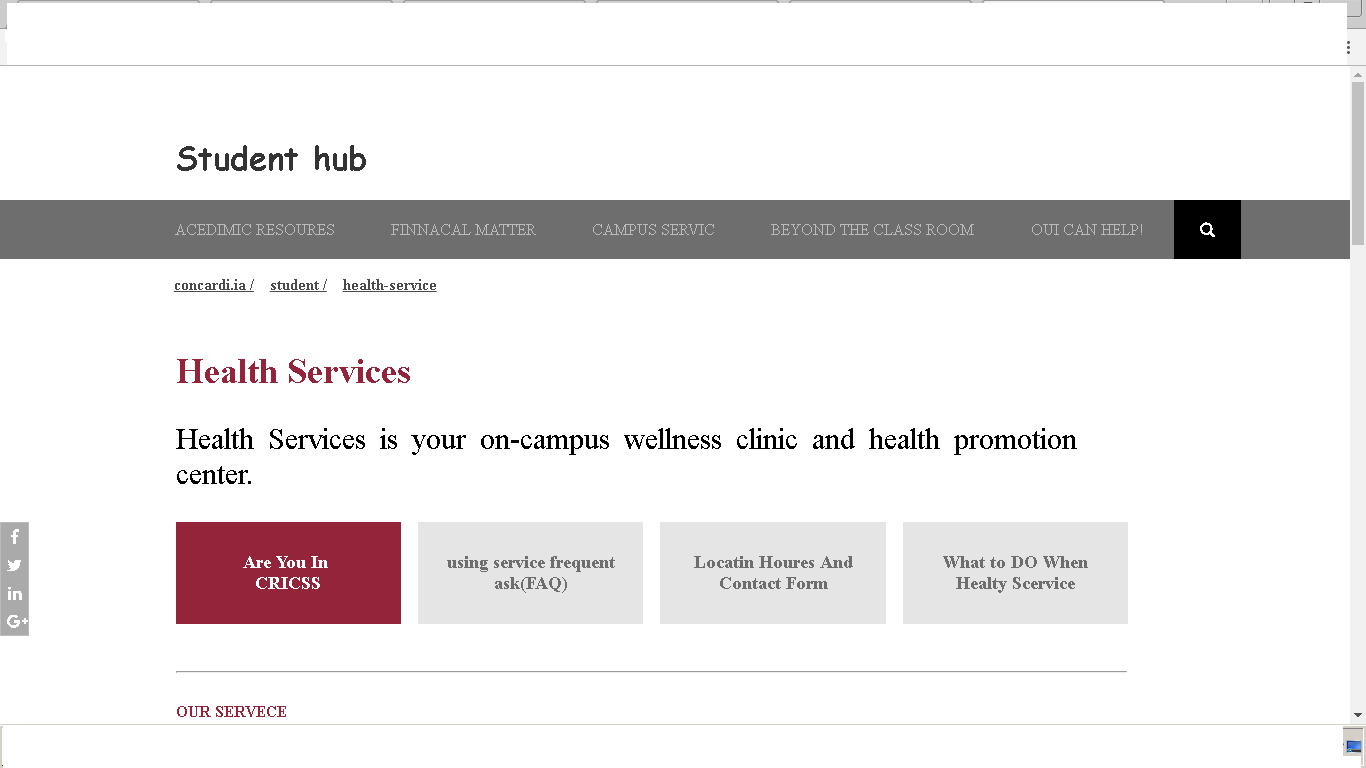 Student hub
ACEDIMIC RESOURES FINNACAL MATTER CAMPUS SERVIC BEYOND THE CLASS ROOM OUI CAN HELP!
concardi.ia / student / health-service
Health Services
Health Services is your on-campus wellness clinic and health promotion
center.
Are You In
CRICSS
using service frequent
ask(FAQ)
Locatin Houres And
Contact Form
What to DO When
Healty Scervice
OUR SERVECE